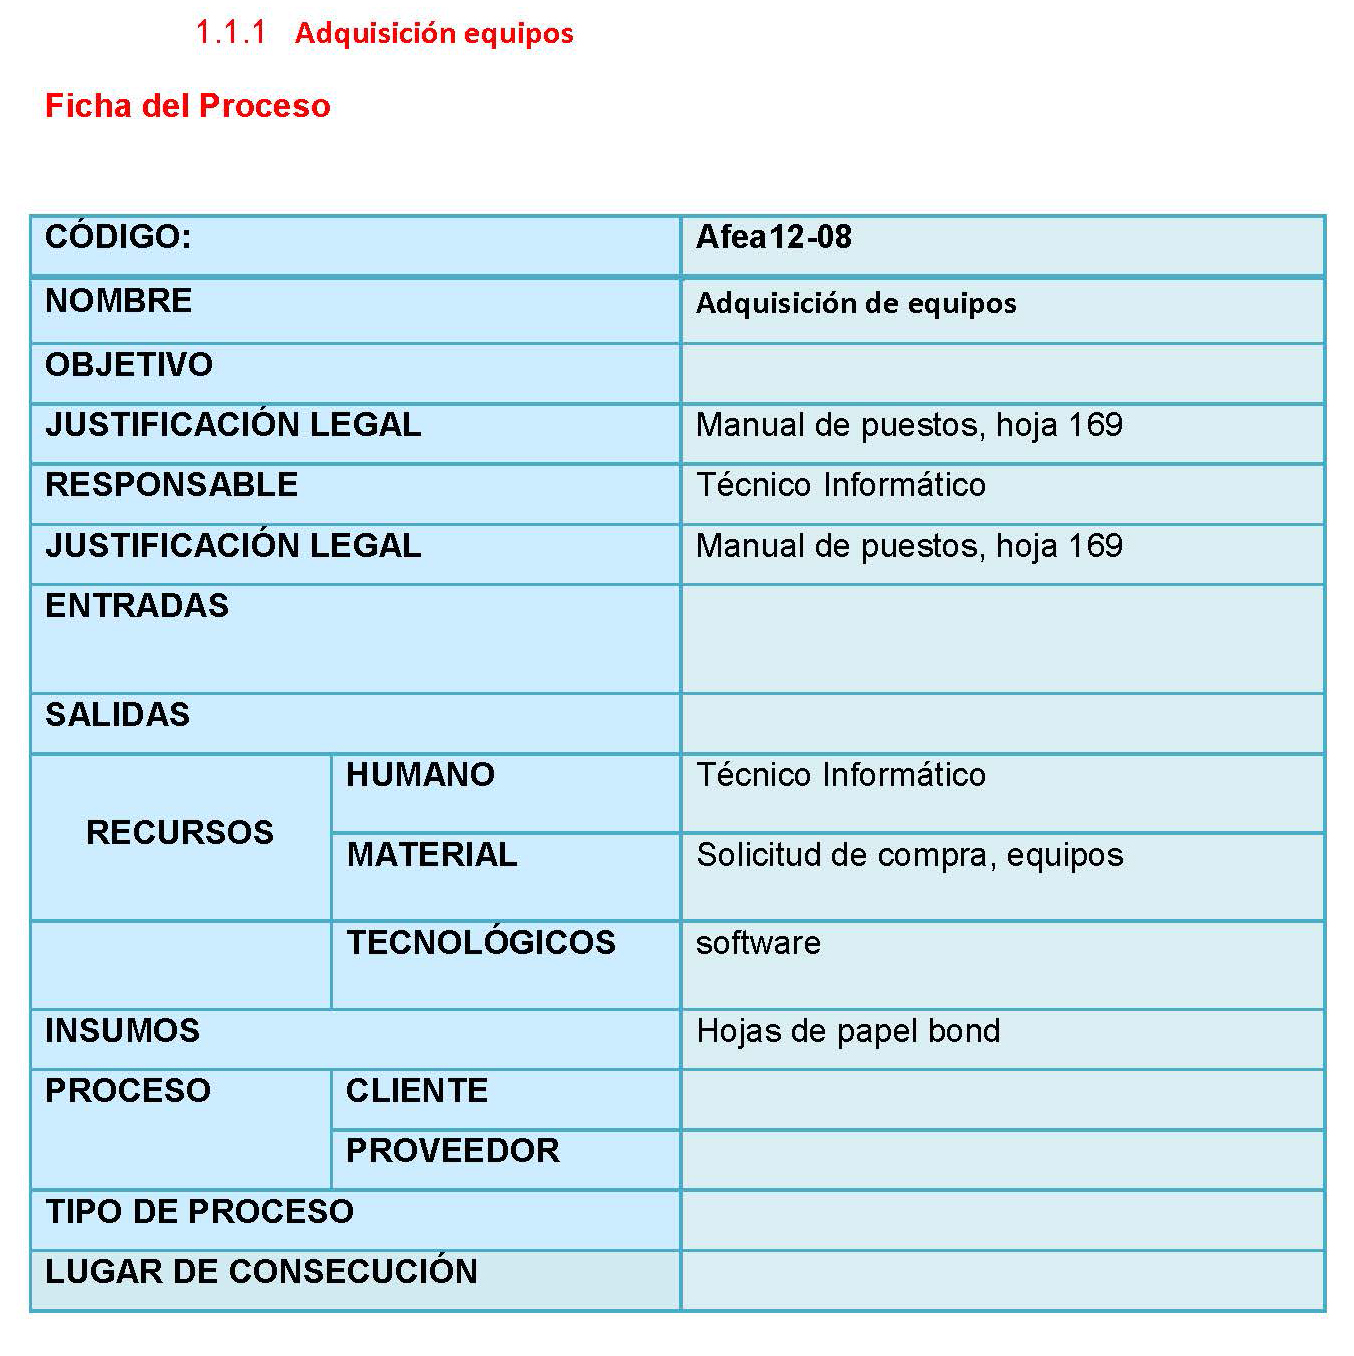 1.1.1 Adquisición equipos
Ficha del Proceso
CÓDIGO: Afea12-08
NOMBRE Adquisición de equipos
OBJETIVO
JUSTIFICACIÓN LEGAL Manual de puestos, hoja 169
RESPONSABLE Técnico Informático
JUSTIFICACIÓN LEGAL Manual de puestos, hoja 169
ENTRADAS
SALIDAS
RECURSOS
HUMANO Técnico Informático
MATERIAL Solicitud de compra, equipos
TECNOLÓGICOS software
INSUMOS Hojas de papel bond
PROCESO CLIENTE
PROVEEDOR
TIPO DE PROCESO
LUGAR DE CONSECUCIÓN